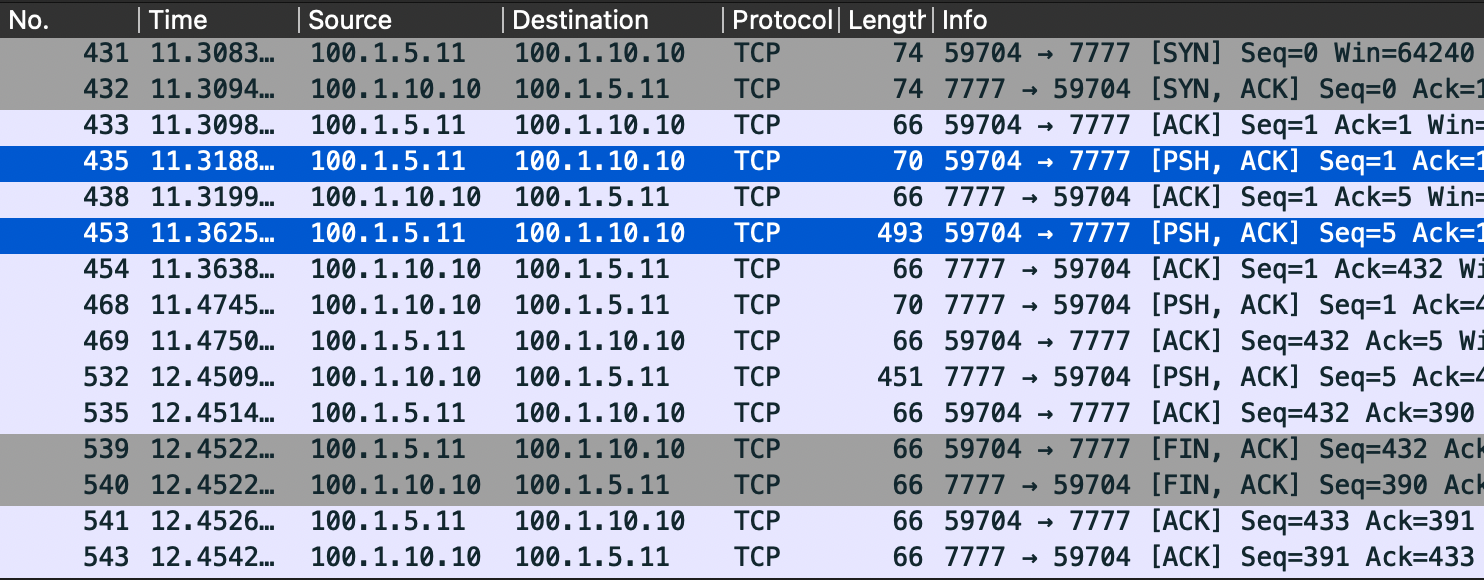 No. Time Source Destination Protocol Length Info
431 11.3083… 100.1.5.11 100.1.10.10 TCP 74 59704 → 7777 [SYN] Seq=0 Win=64240
432 11.3094… 100.1.10.10 100.1.5.11 TCP 74 7777 → 59704 [SYN, ACK] Seq=0 Ack=1
433 11.3098… 100.1.5.11 100.1.10.10 TCP 66 59704 → 7777 [ACK] Seq=1 Ack=1 Win=
435 11.3188… 100.1.5.11 100.1.10.10 TCP 70 59704 → 7777 [PSH, ACK] Seq=1 Ack=1
438 11.3199… 100.1.10.10 100.1.5.11 TCP 66 7777 → 59704 [ACK] Seq=1 Ack=5 Win=
453 11.3625… 100.1.5.11 100.1.10.10 TCP 493 59704 → 7777 [PSH, ACK] Seq=5 Ack=1
454 11.3638… 100.1.10.10 100.1.5.11 TCP 66 7777 → 59704 [ACK] Seq=1 Ack=432 Wi
468 11.4745… 100.1.10.10 100.1.5.11 TCP 70 7777 → 59704 [PSH, ACK] Seq=1 Ack=4
469 11.4750… 100.1.5.11 100.1.10.10 TCP 66 59704 → 7777 [ACK] Seq=432 Ack=5 Wi
532 12.4509… 100.1.10.10 100.1.5.11 TCP 451 7777 → 59704 [PSH, ACK] Seq=5 Ack=4
535 12.4514… 100.1.5.11 100.1.10.10 TCP 66 59704 → 7777 [ACK] Seq=432 Ack=390
539 12.4522… 100.1.5.11 100.1.10.10 TCP 66 59704 → 7777 [FIN, ACK] Seq=432 Ack
540 12.4522… 100.1.10.10 100.1.5.11 TCP 66 7777 → 59704 [FIN, ACK] Seq=390 Ack
541 12.4526… 100.1.5.11 100.1.10.10 TCP 66 59704 → 7777 [ACK] Seq=433 Ack=391
543 12.4542… 100.1.10.10 100.1.5.11 TCP 66 7777 → 59704 [ACK] Seq=391 Ack=433